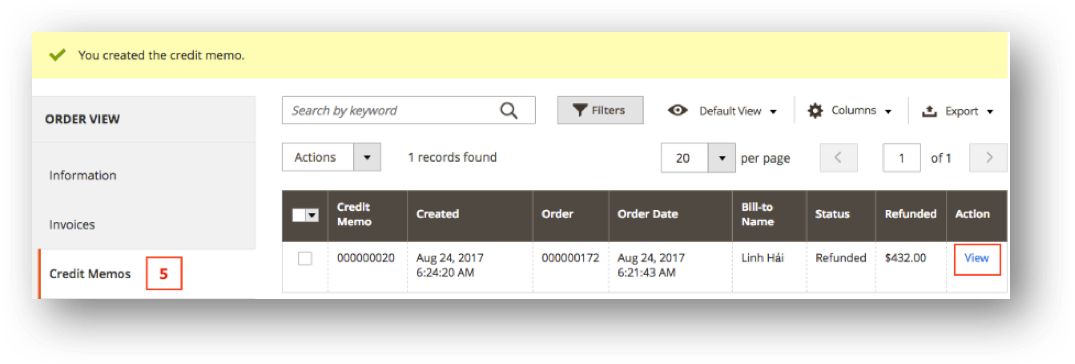 You created the credit memo.
ORDER VIEW
Information
Invoices
Credit Memos 5
Search by keyword Filters Default View Columns Export
Actions 1 records found 20 per page 1 of 1
Credit Memo Created Order Order Date Bill-to Name Status Refunded Action
000000020 Aug 24, 2017 000000172 Aug 24, 2017 Linh Hải Refunded $432.00 View
6:24:20 AM 6:21:43 AM